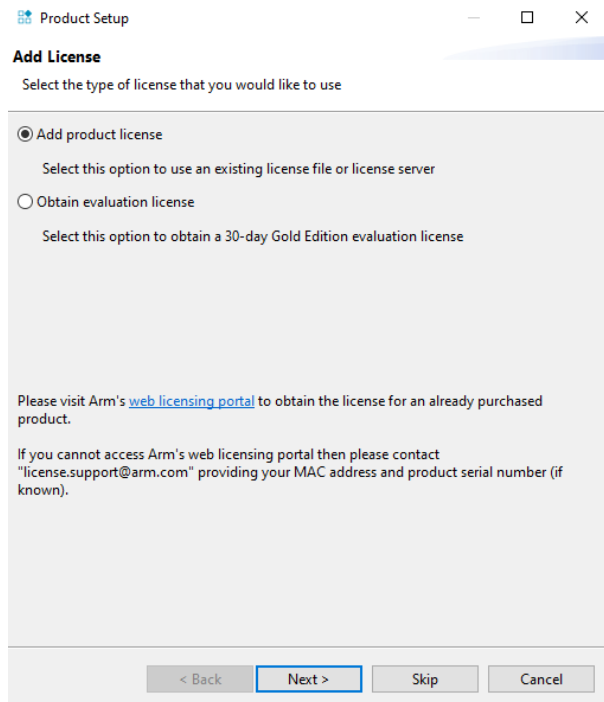 Product Setup
Add License
Select the type of license that you would like to use
Add product license
Select this option to use an existing license file or license server
Obtain evaluation license
Select this option to obtain a 30-day Gold Edition evaluation license
Please visit Arm's web licensing portal to obtain the license for an already purchased
product.
If you cannot access Arm's web licensing portal then please contact
"license.support@arm.com" providing your MAC address and product serial number (if
known).
< Back Next > Skip Cancel